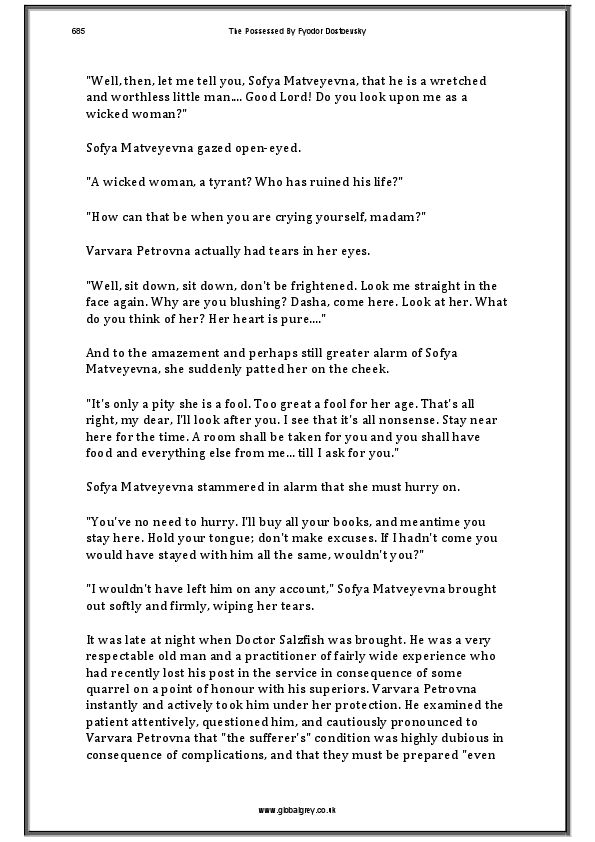 685 The Possessed By Fyodor Dostoevsky
"Well, then, let me tell you, Sofya Matveyevna, that he is a wretched
and worthless little man.... Good Lord! Do you look upon me as a
wicked woman?"
Sofya Matveyevna gazed open-eyed.
"A wicked woman, a tyrant? Who has ruined his life?"
"How can that be when you are crying yourself, madam?"
Varvara Petrovna actually had tears in her eyes.
"Well, sit down, sit down, don't be frightened. Look me straight in the
face again. Why are you blushing? Dasha, come here. Look at her. What
do you think of her? Her heart is pure...."
And to the amazement and perhaps still greater alarm of Sofya
Matveyevna, she suddenly patted her on the cheek.
"It's only a pity she is a fool. Too great a fool for her age. That's all
right, my dear, I'll look after you. I see that it's all nonsense. Stay near
here for the time. A room shall be taken for you and you shall have
food and everything else from me... till I ask for you."
Sofya Matveyevna stammered in alarm that she must hurry on.
"You've no need to hurry. I'll buy all your books, and meantime you
stay here. Hold your tongue; don't make excuses. If I hadn't come you
would have stayed with him all the same, wouldn't you?"
"I wouldn't have left him on any account," Sofya Matveyevna brought
out softly and firmly, wiping her tears.
It was late at night when Doctor Salzfish was brought. He was a very
respectable old man and a practitioner of fairly wide experience who
had recently lost his post in the service in consequence of some
quarrel on a point of honour with his superiors. Varvara Petrovna
instantly and actively took him under her protection. He examined the
patient attentively, questioned him, and cautiously pronounced to
Varvara Petrovna that "the sufferer's" condition was highly dubious in
consequence of complications, and that they must be prepared "even
www.globalgrey.co.uk